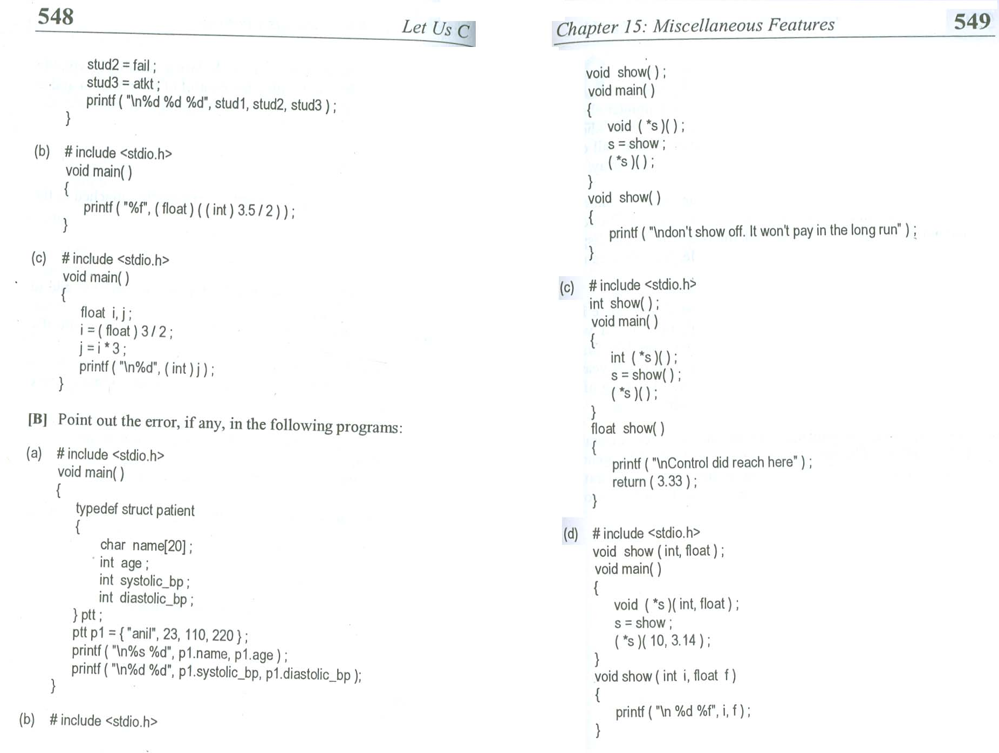 548
Let Us C
stud2 = fail ;
stud3 = atkt ;
printf ( "\n%d %d %d", stud1, stud2, stud3 ) ;
}
(b) # include <stdio.h>
void main( )
{
printf ( "%f", ( float ) ( ( int ) 3.5 / 2 ) ) ;
}
(c) # include <stdio.h>
void main( )
{
float i, j ;
i = ( float ) 3 / 2 ;
j = i * 3 ;
printf ( "\n%d", ( int ) j ) ;
}
[B] Point out the error, if any, in the following programs:
(a) # include <stdio.h>
void main( )
{
typedef struct patient
{
char name[20] ;
int age ;
int systolic_bp ;
int diastolic_bp ;
} ptt ;
ptt p1 = { "anil", 23, 110, 220 } ;
printf ( "\n%s %d", p1.name, p1.age ) ;
printf ( "\n%d %d", p1.systolic_bp, p1.diastolic_bp );
}
(b) # include <stdio.h>
Chapter 15: Miscellaneous Features
549
void show( ) ;
void main( )
{
void ( *s )( ) ;
s = show ;
( *s )( ) ;
}
void show( )
{
printf ( "\ndon't show off. It won't pay in the long run" ) ;
}
(c) # include <stdio.h>
int show( ) ;
void main( )
{
int ( *s )( ) ;
s = show( ) ;
( *s )( ) ;
}
float show( )
{
printf ( "\nControl did reach here" ) ;
return ( 3.33 ) ;
}
(d) # include <stdio.h>
void show ( int, float ) ;
void main( )
{
void ( *s )( int, float ) ;
s = show ;
( *s )( 10, 3.14 ) ;
}
void show ( int i, float f )
{
printf ( "\n %d %f", i, f ) ;
}